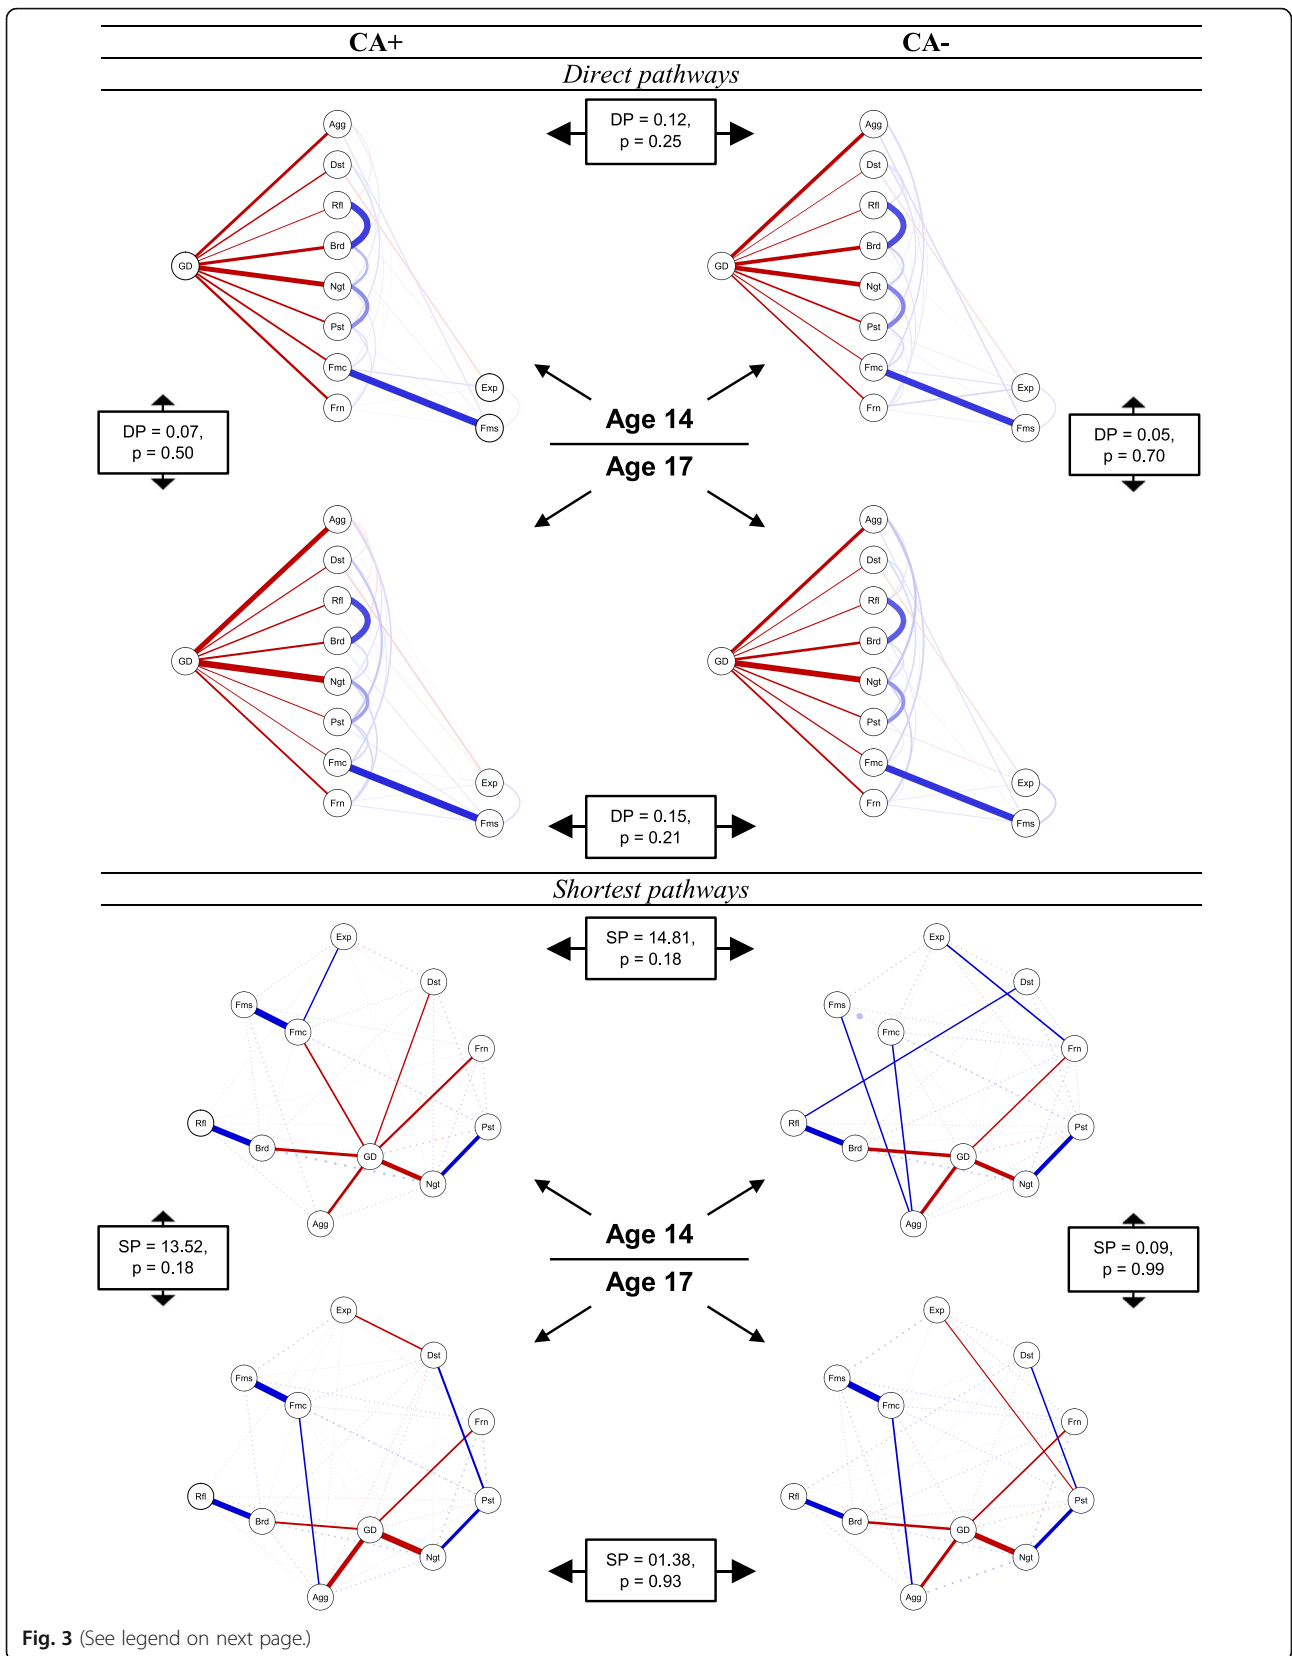 CA+ CA-
Direct pathways
DP = 0.12,
p = 0.25
Agg
Dst
Rfl
Brd
GD
Ngt
Pst
Fmc
Exp
Frn
Fms
Agg
Dst
Rfl
Brd
GD
Ngt
Pst
Fmc
Exp
Frn
Fms
DP = 0.07,
p = 0.50
Age 14
Age 17
DP = 0.05,
p = 0.70
Agg
Dst
Rfl
Brd
GD
Ngt
Pst
Fmc
Exp
Frn
Fms
Agg
Dst
Rfl
Brd
GD
Ngt
Pst
Fmc
Exp
Frn
Fms
DP = 0.15,
p = 0.21
Shortest pathways
SP = 14.81,
p = 0.18
Exp
Dst
Fms
Fmc
Frn
Rfl
Pst
Brd
GD
Ngt
Agg
Exp
Dst
Fms
Fmc
Frn
Rfl
Pst
Brd
GD
Ngt
Agg
SP = 13.52,
p = 0.18
Age 14
Age 17
SP = 0.09,
p = 0.99
Exp
Dst
Fms
Fmc
Frn
Rfl
Pst
Brd
GD
Ngt
Agg
Exp
Dst
Fms
Fmc
Frn
Rfl
Pst
Brd
GD
Ngt
Agg
SP = 01.38,
p = 0.93
Fig. 3 (See legend on next page.)